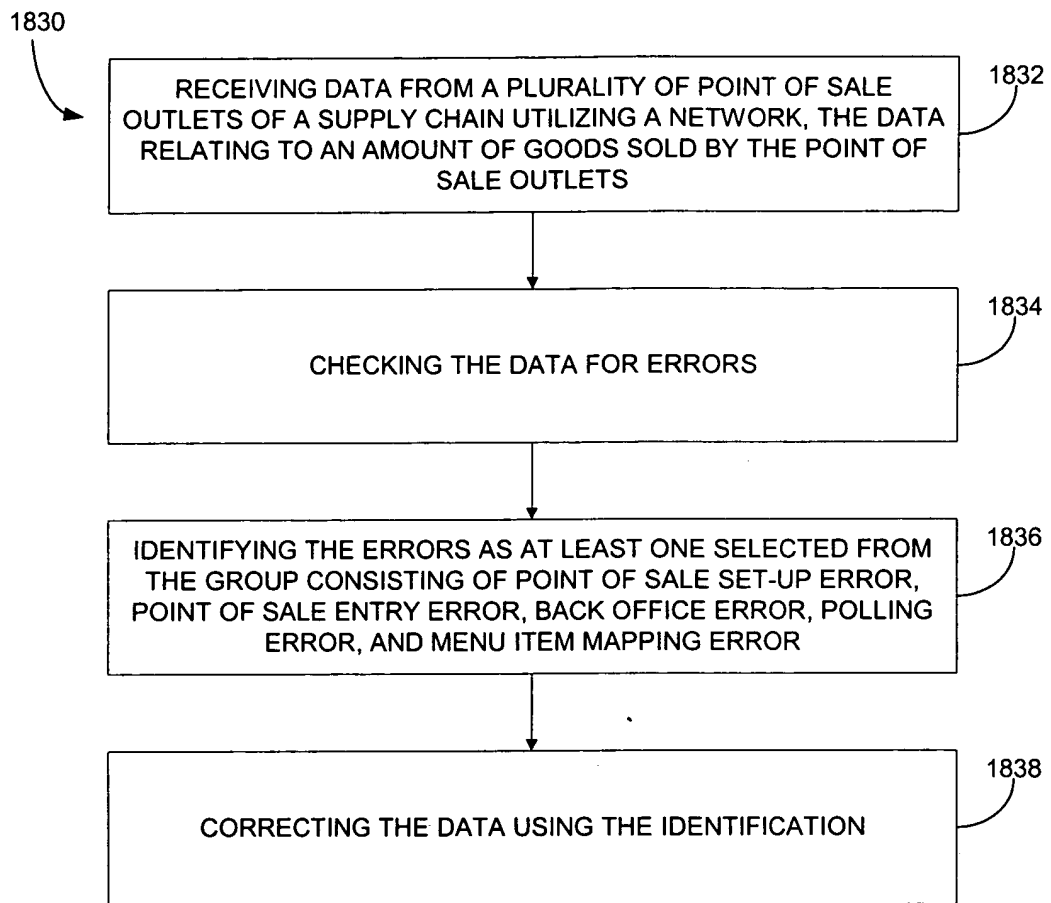 1830
RECEIVING DATA FROM A PLURALITY OF POINT OF SALE
OUTLETS OF A SUPPLY CHAIN UTILIZING A NETWORK, THE DATA
RELATING TO AN AMOUNT OF GOODS SOLD BY THE POINT OF
SALE OUTLETS
1832
CHECKING THE DATA FOR ERRORS
1834
IDENTIFYING THE ERRORS AS AT LEAST ONE SELECTED FROM
THE GROUP CONSISTING OF POINT OF SALE SET-UP ERROR,
POINT OF SALE ENTRY ERROR, BACK OFFICE ERROR, POLLING
ERROR, AND MENU ITEM MAPPING ERROR
1836
CORRECTING THE DATA USING THE IDENTIFICATION
1838